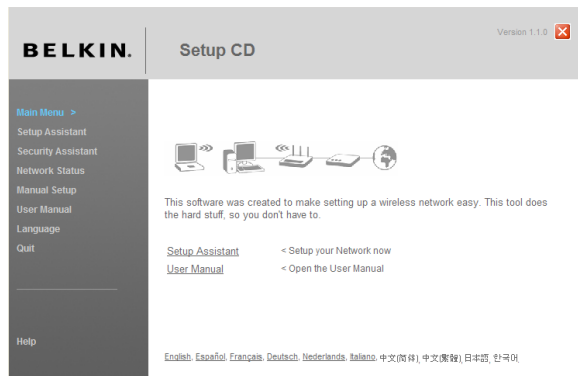 BELKIN.
Setup CD
Version 1.1.0
Main Menu >
Setup Assistant
Security Assistant
Network Status
Manual Setup
User Manual
Language
Quit
Help
This software was created to make setting up a wireless network easy. This tool does
the hard stuff, so you don't have to.
Setup Assistant < Setup your Network now
User Manual < Open the User Manual
English, Español, Français, Deutsch, Nederlands, Italiano, 中文(简体), 中文(繁體), 日本語, 한국어